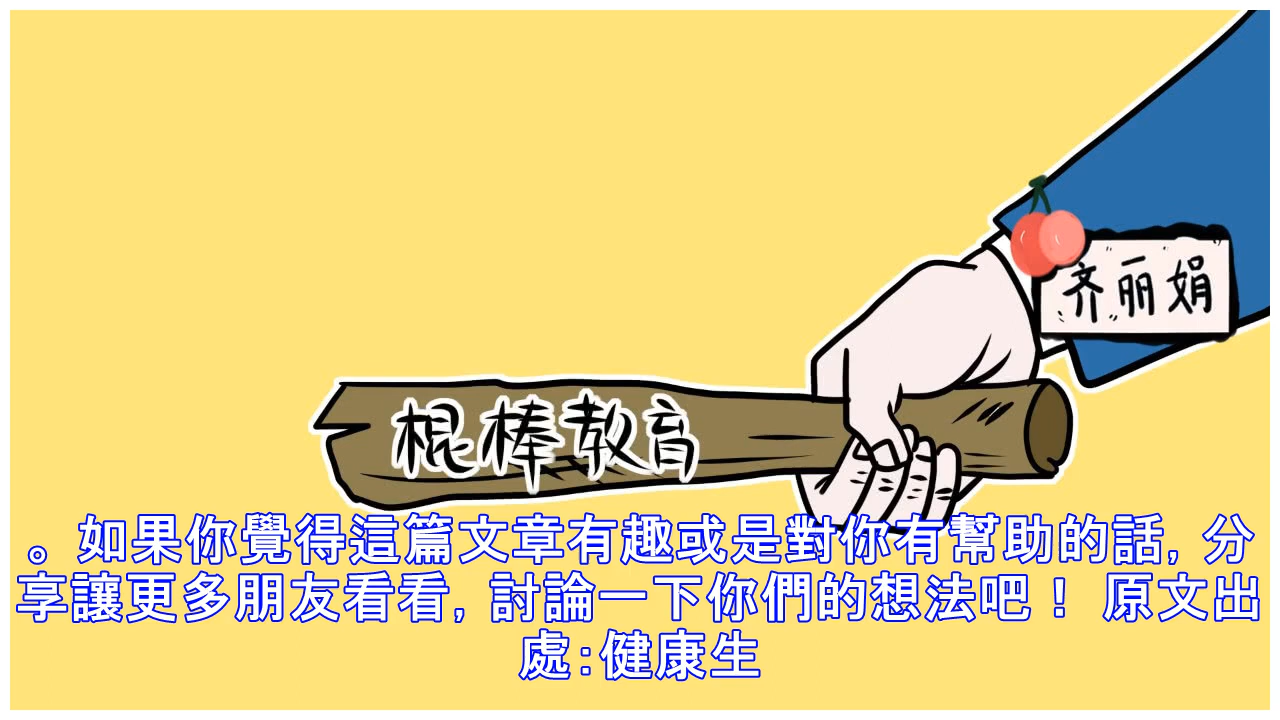 齐丽娟
棍棒教育
。如果你覺得這篇文章有趣或是對你有幫助的話, 分
享讓更多朋友看看, 討論一下你們的想法吧！ 原文出
處:健康生